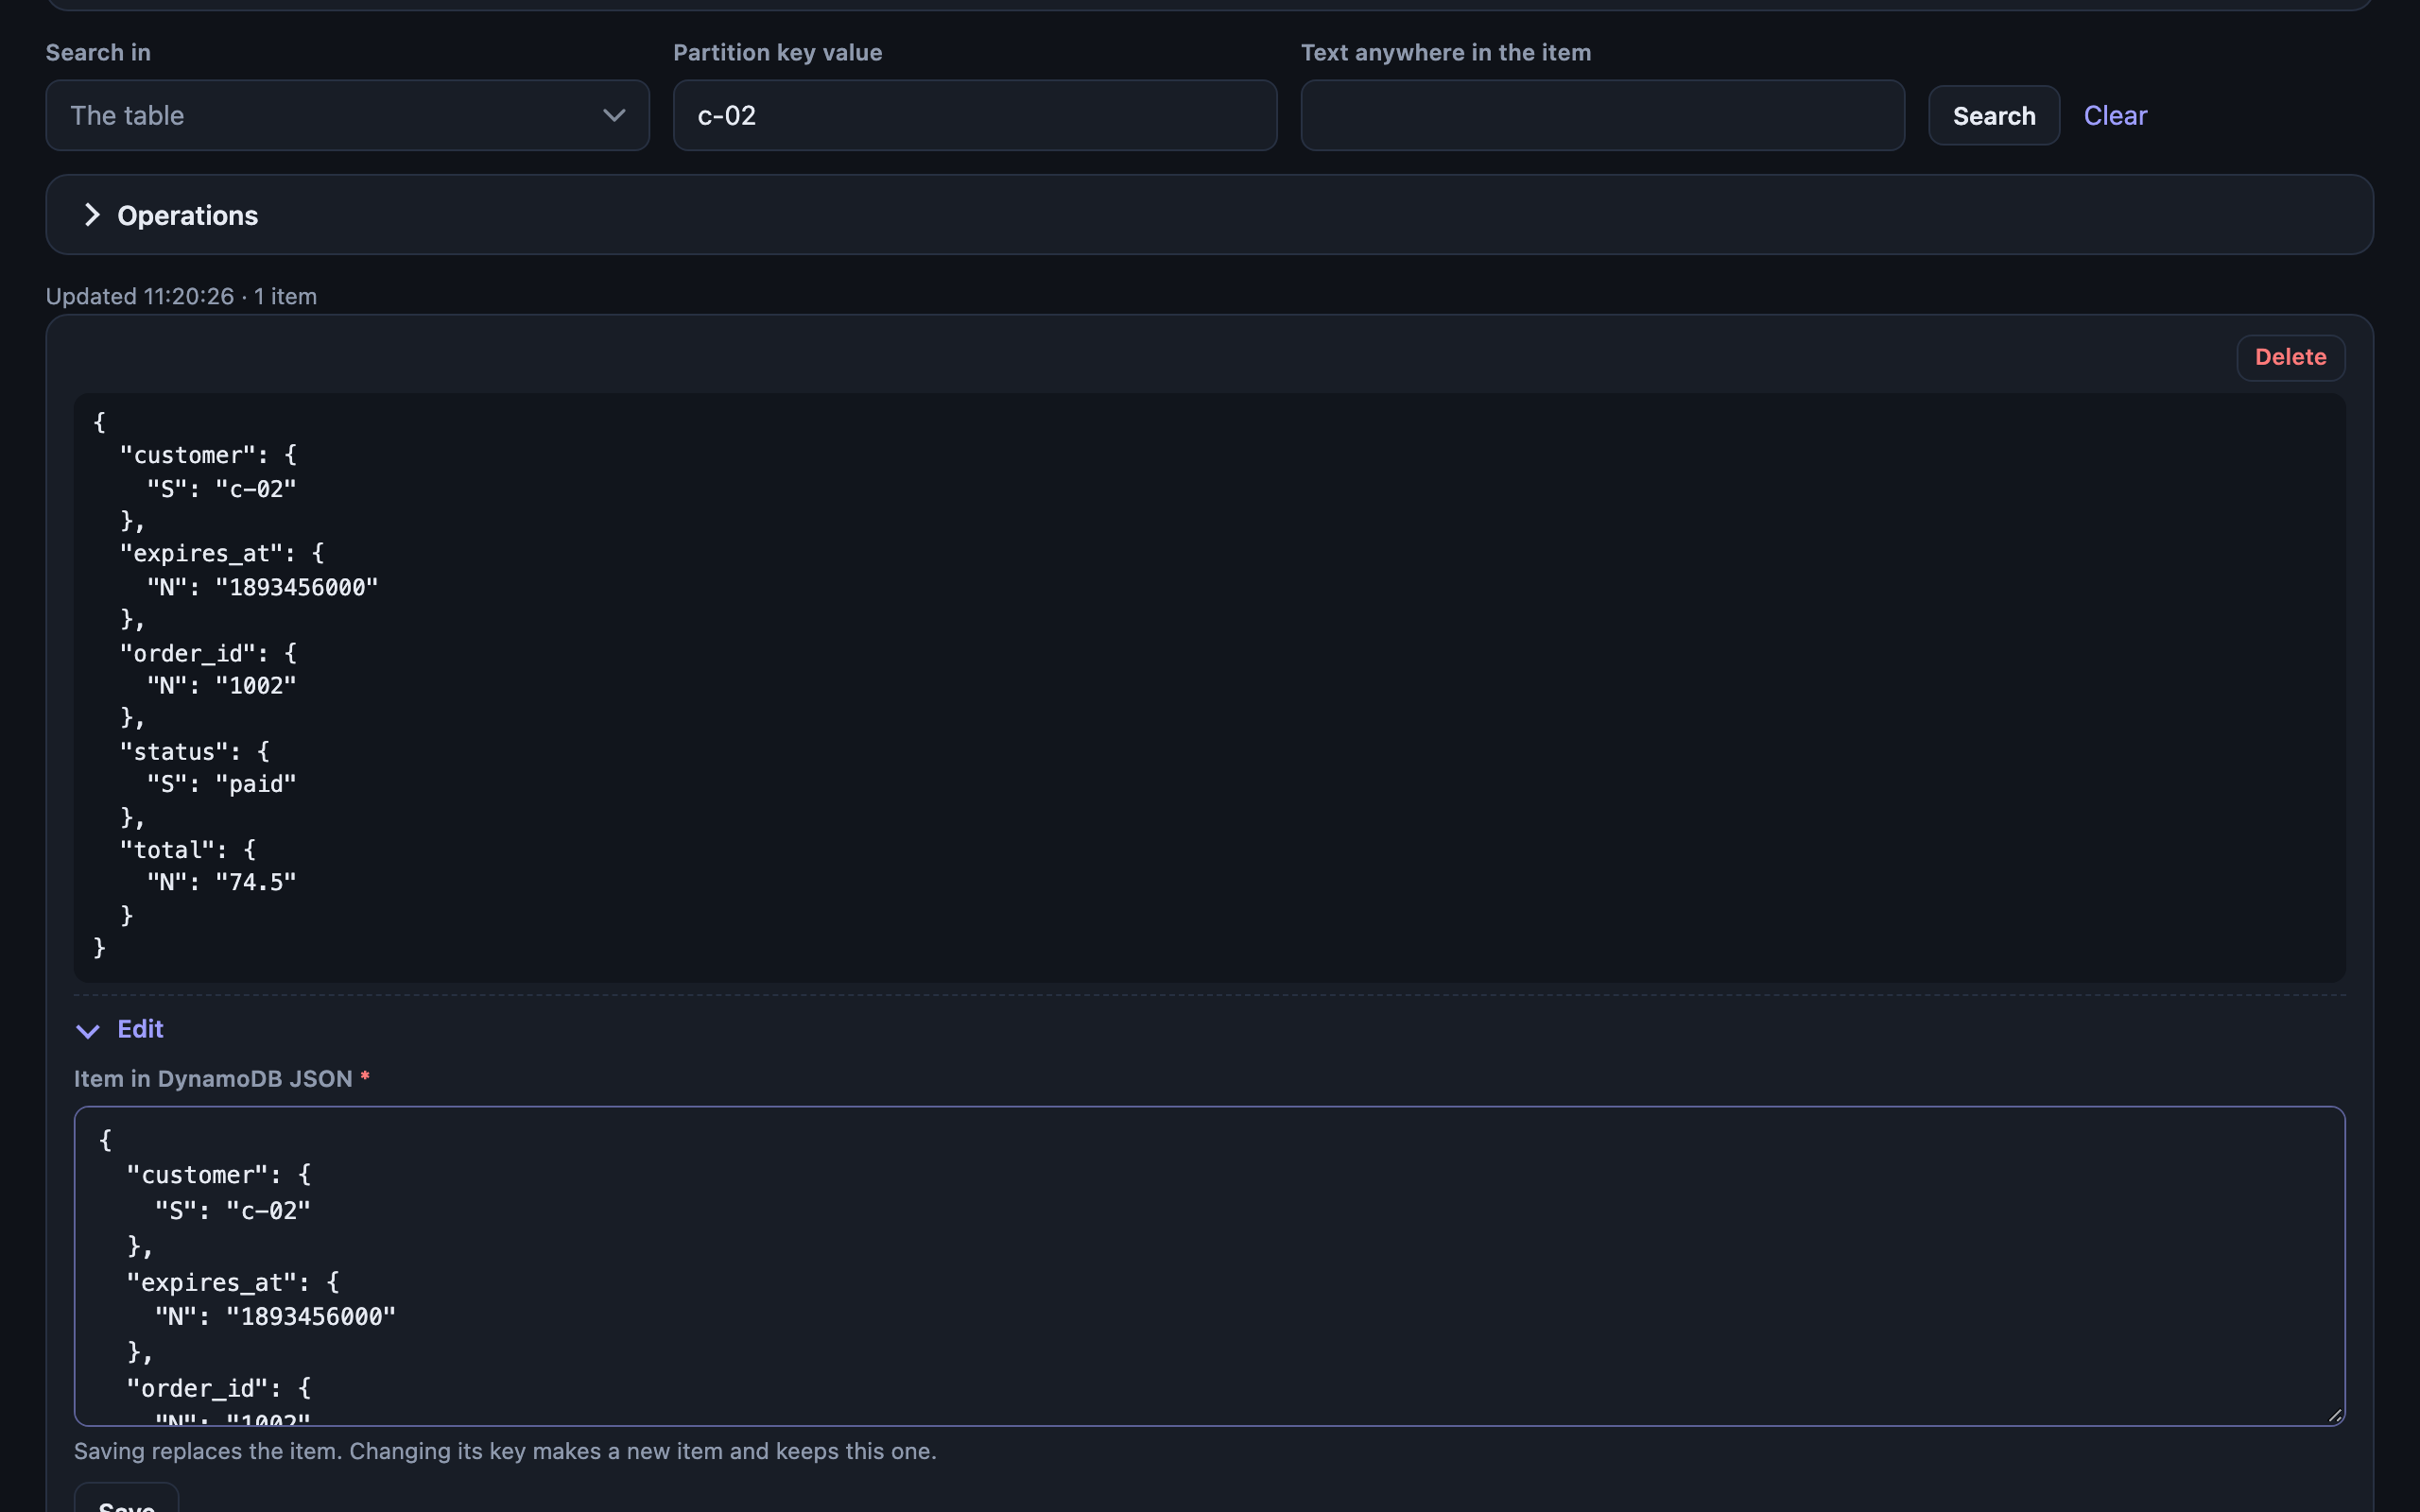 Search in
Partition key value
Text anywhere in the item
The table
c-02
Search
Clear
Operations
Updated 11:20:26 · 1 item
Delete
{
  "customer": {
    "S": "c-02"
  },
  "expires_at": {
    "N": "1893456000"
  },
  "order_id": {
    "N": "1002"
  },
  "status": {
    "S": "paid"
  },
  "total": {
    "N": "74.5"
  }
}
Edit
Item in DynamoDB JSON *
{
  "customer": {
    "S": "c-02"
  },
  "expires_at": {
    "N": "1893456000"
  },
  "order_id": {
    "N": "1002"
Saving replaces the item. Changing its key makes a new item and keeps this one.
Save